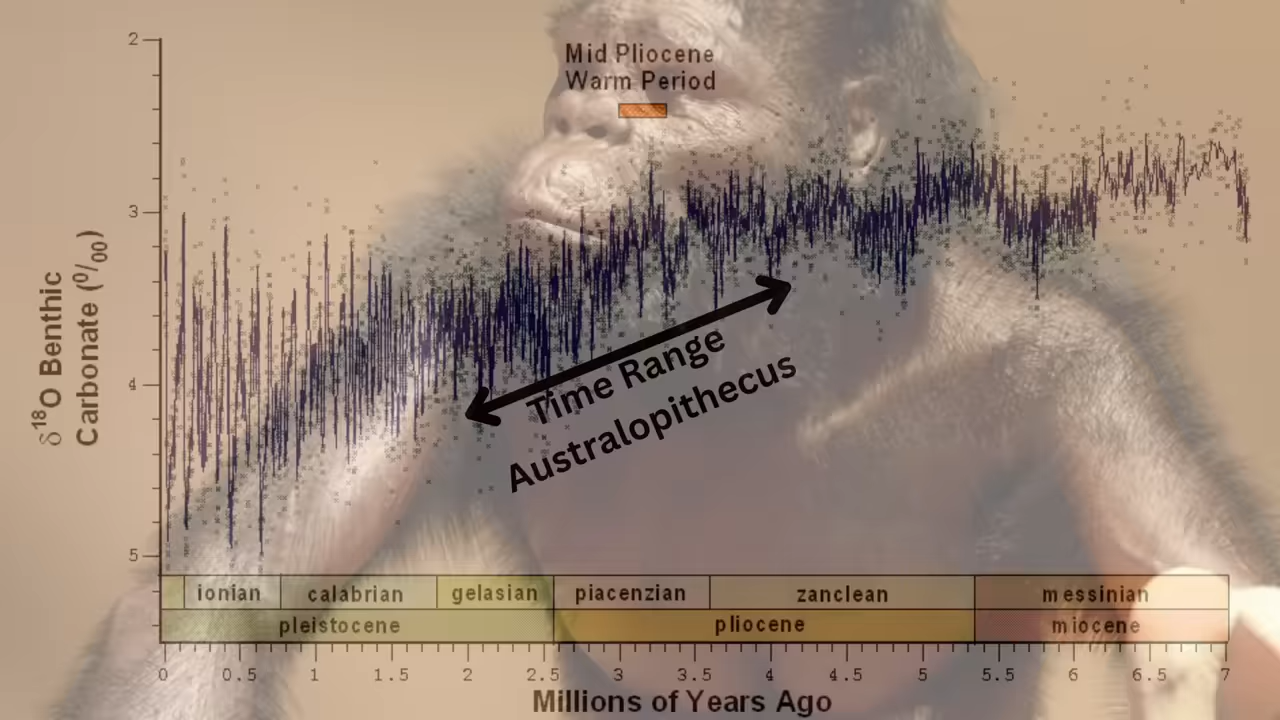 Mid Pliocene
Warm Period
2
3
4
5
δ¹⁸O Benthic
Carbonate (⁰/₀₀)
Time Range
Australopithecus
ionian calabrian gelasian piacenzian zanclean messinian
pleistocene pliocene miocene
0 0.5 1 1.5 2 2.5 3 3.5 4 4.5 5 5.5 6 6.5 7
Millions of Years Ago